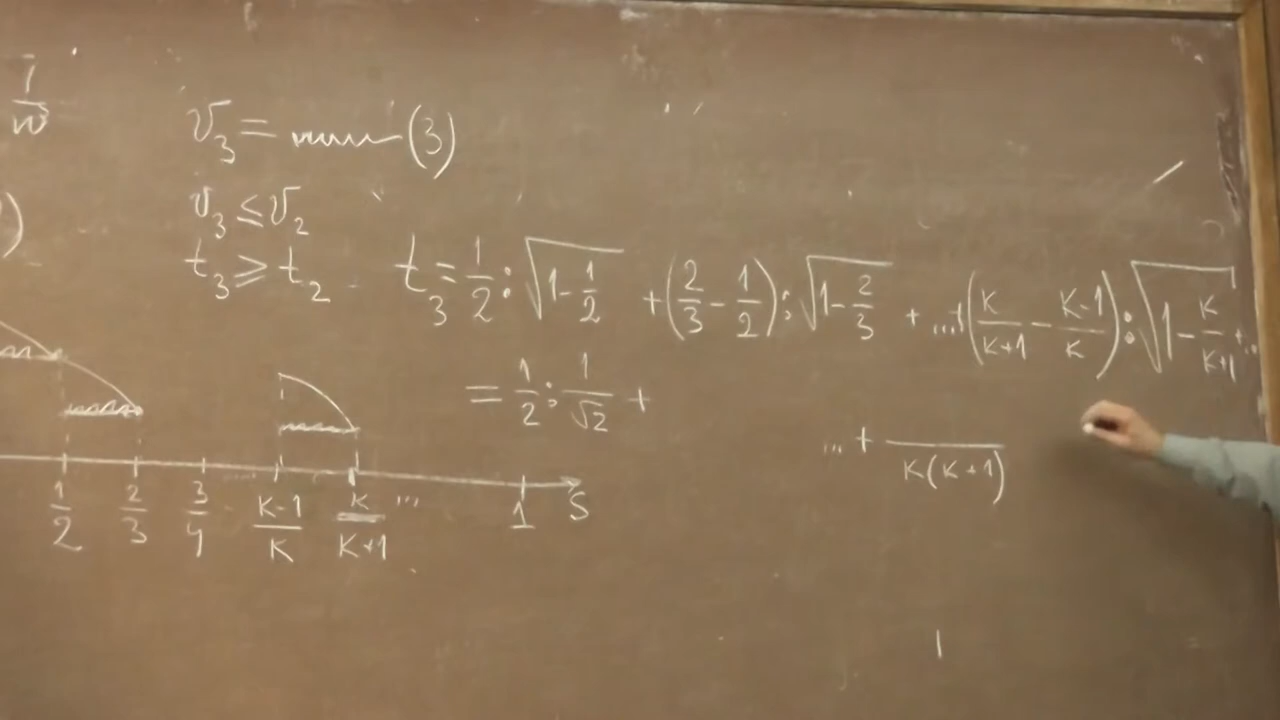 1/w
v₃ = (3)
)
v₃ ≤ v₂
t₃ ⩾ t₂
t₃ = 1/2 : √(1 - 1/2) + (2/3 - 1/2) : √(1 - 2/3) + ...+ (K/(K+1) - (K-1)/K) : √(1 - K/(K+1)) + ..
= 1/2 : 1/√2 +
... + /K(K+1)
1/2 2/3 3/4 K-1/K K/K+1 ... 1 S